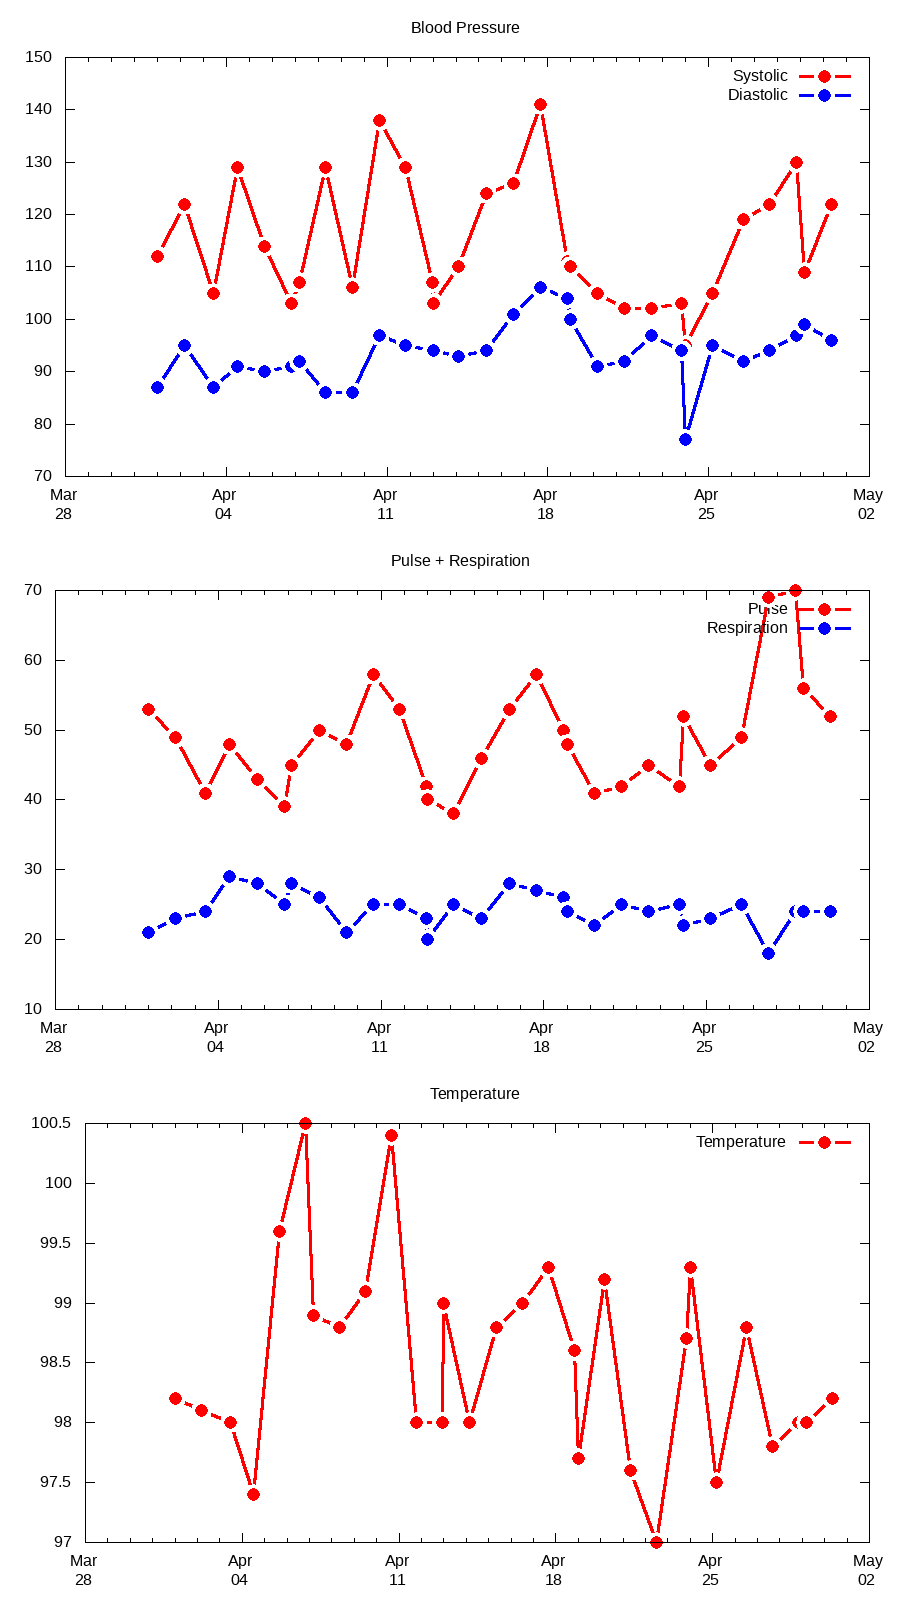 Blood Pressure
150
Systolic
Diastolic
140
130
120
110
100
90
80
70
Mar 28
Apr 04
Apr 11
Apr 18
Apr 25
May 02
Pulse + Respiration
70
Pulse
Respiration
60
50
40
30
20
10
Mar 28
Apr 04
Apr 11
Apr 18
Apr 25
May 02
Temperature
100.5
Temperature
100
99.5
99
98.5
98
97.5
97
Mar 28
Apr 04
Apr 11
Apr 18
Apr 25
May 02